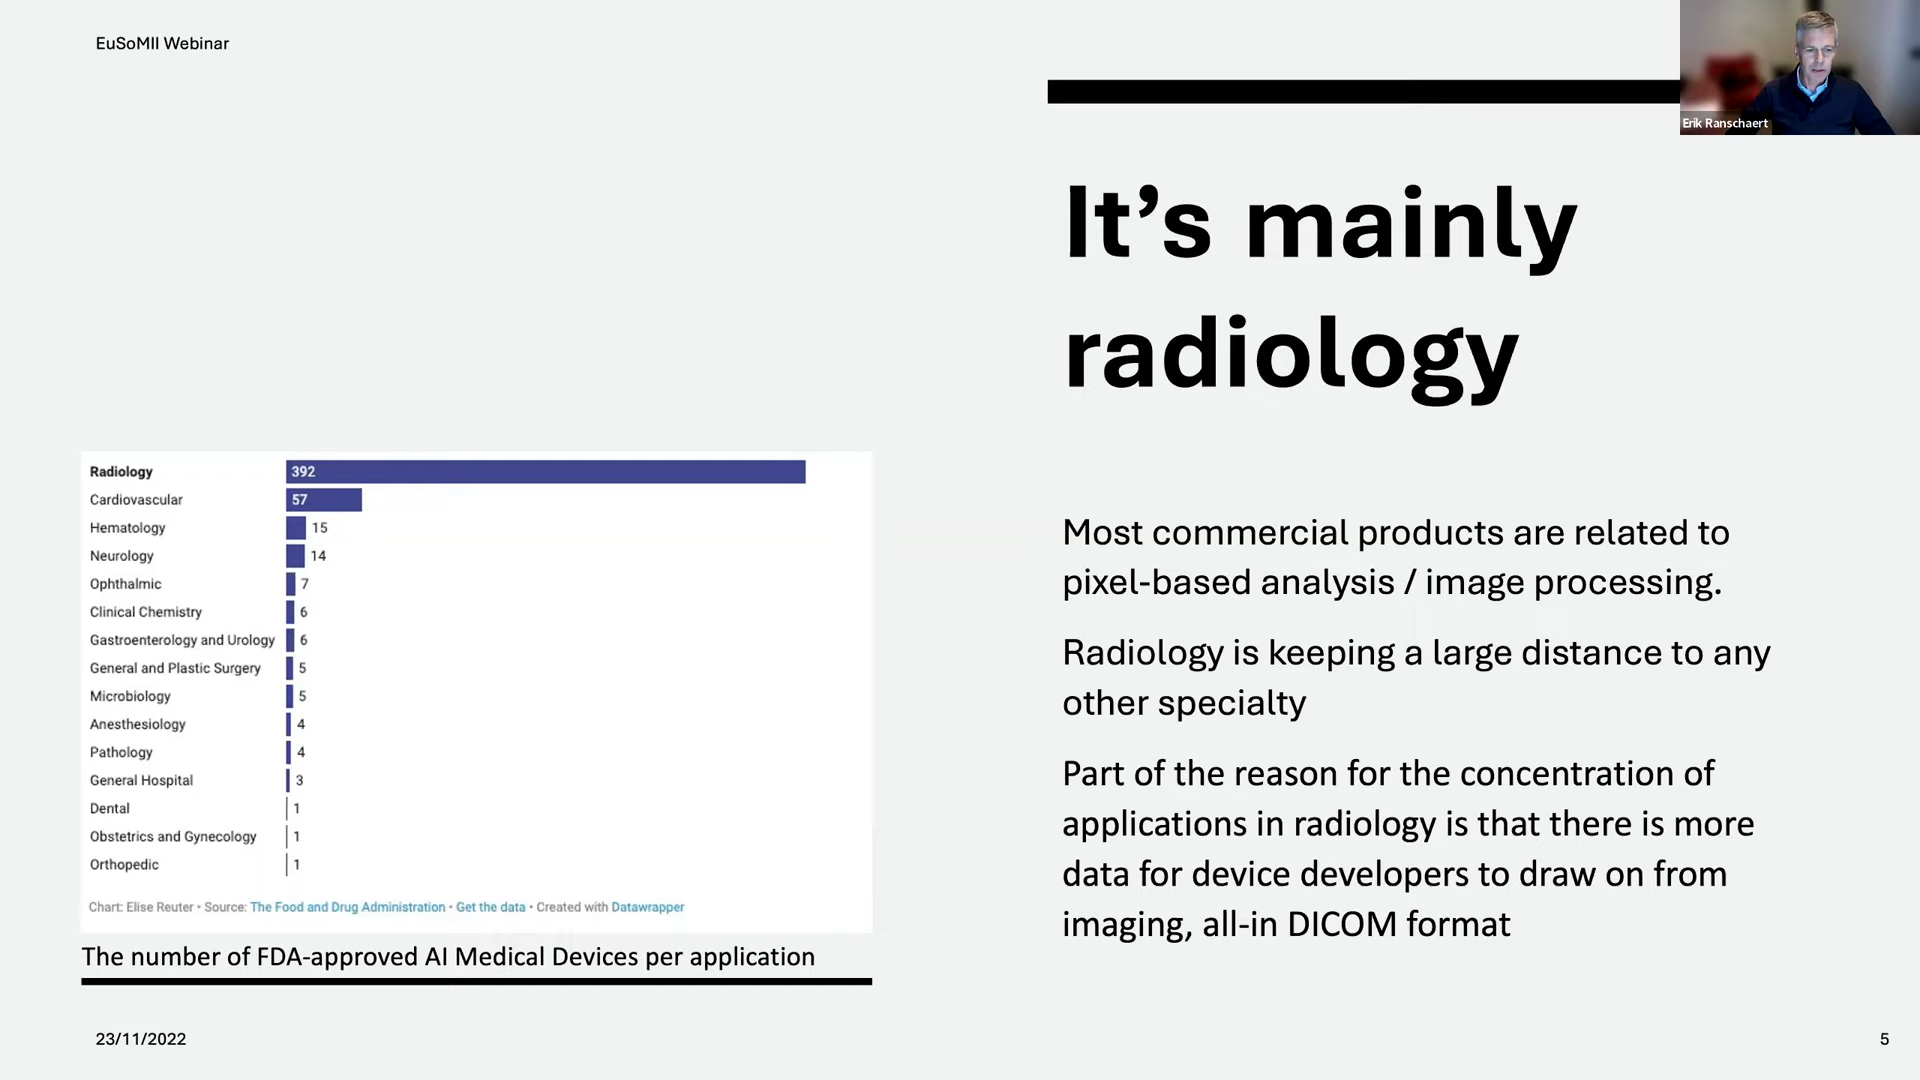 EuSoMII Webinar
Erik Ranschaert
It’s mainly
radiology
Radiology 392
Cardiovascular 57
Hematology 15
Neurology 14
Ophthalmic 7
Clinical Chemistry 6
Gastroenterology and Urology 6
General and Plastic Surgery 5
Microbiology 5
Anesthesiology 4
Pathology 4
General Hospital 3
Dental 1
Obstetrics and Gynecology 1
Orthopedic 1
Chart: Elise Reuter • Source: The Food and Drug Administration • Get the data • Created with Datawrapper
The number of FDA-approved AI Medical Devices per application
Most commercial products are related to
pixel-based analysis / image processing.
Radiology is keeping a large distance to any
other specialty
Part of the reason for the concentration of
applications in radiology is that there is more
data for device developers to draw on from
imaging, all-in DICOM format
23/11/2022
5